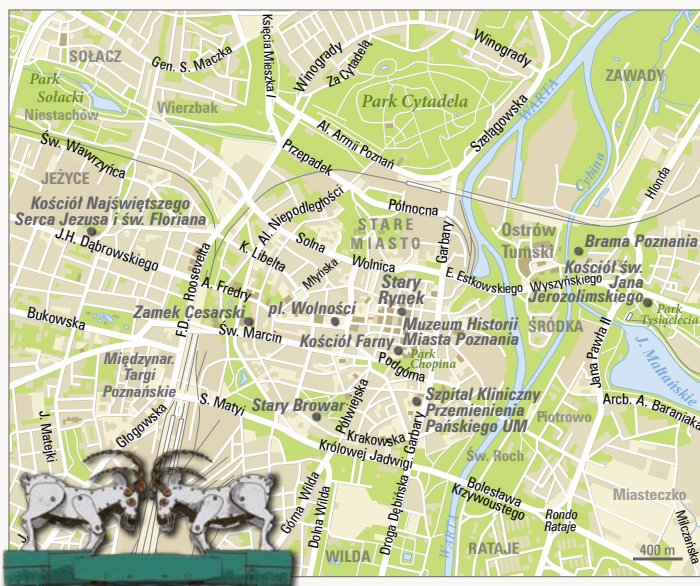 Księcia Mieszka I
Winogrady
Winogrady
Za Cytadelą
SOŁACZ
Gen. S. Maczka
ZAWADY
Park
Sołacki
Niestachów
Wierzbak
Park Cytadela
WARTA
Szelągowska
Al. Armii Poznań
Św. Wawrzyńca
Przepadek
Cybina
Hlonda
JEŻYCE
Kościół Najświętszego
Serca Jezusa i św. Floriana
Al. Niepodległości
Północna
STARE
MIASTO
Garbary
Ostrów
Tumski
Brama Poznania
J.H. Dąbrowskiego
F.D. Roosevelta
K. Libelta
Solna
Wolnica
Młyńska
E. Estkowskiego
Wyszyńskiego
Kościół św.
Jana
Jerozolimskiego
A. Fredry
Stary
Rynek
Park
Tysiąclecia
Bukowska
Zamek Cesarski
pl. Wolności
Św. Marcin
Kościół Farny
Muzeum Historii
Miasta Poznania
ŚRÓDKA
Jana Pawła II
J. Maltańskie
Park
Chopina
Podgórna
Międzynar.
Targi
Poznańskie
Głogowska
S. Matyi
Stary Browar
Półwiejska
Krakowska
Garbary
Szpital Kliniczny
Przemienienia
Pańskiego UM
Piotrowo
Arcb. A. Baraniaka
J. Matejki
Królowej Jadwigi
Św. Roch
Bolesława
Krzywoustego
Górna Wilda
Dolna Wilda
Droga Dębińska
WARTA
Rondo
Rataje
Miasteczko
Milczańska
WILDA
RATAJE
400 m
J